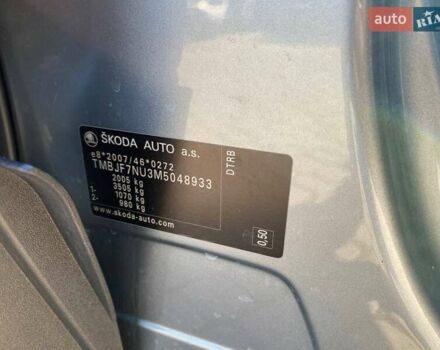 auto RIA
ŠKODA AUTO a.s.
e8*2007/46*0272
TMBJF7NU3M5048933
2005 kg
1- 3505 kg
1070 kg
2- 980 kg
www.skoda-auto.com
DTRB
0,50